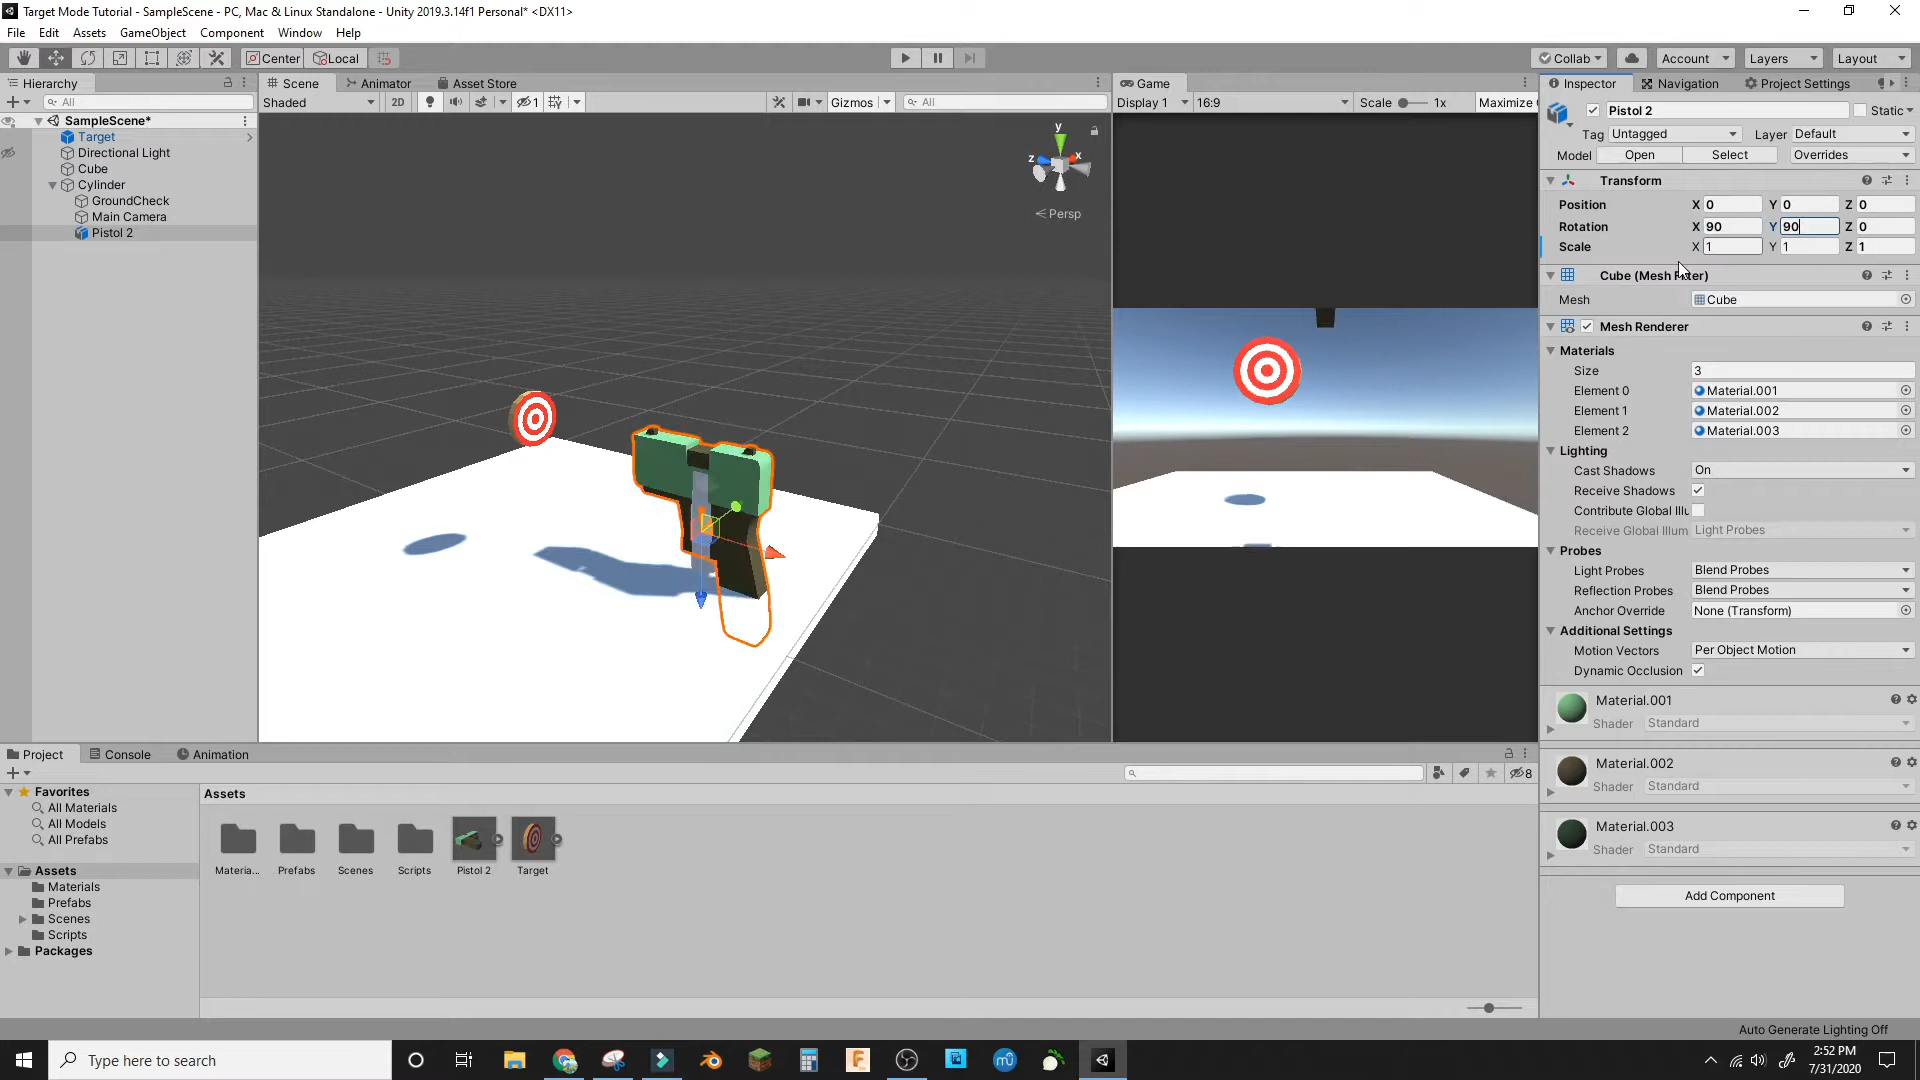 Target Mode Tutorial - SampleScene - PC, Mac & Linux Standalone - Unity 2019.3.14f1 Personal* <DX11>
File Edit Assets GameObject Component Window Help
Center Local Collab Account Layers Layout
Hierarchy
All
SampleScene*
Target
Directional Light
Cube
Cylinder
GroundCheck
Main Camera
Pistol 2
Scene Animator Asset Store
Shaded 2D 1 Gizmos All
y
z x
Persp
Game
Display 1 16:9 Scale 1x Maximize
Inspector Navigation Project Settings
Pistol 2 Static
Tag Untagged Layer Default
Model Open Select Overrides
Transform
Position X 0 Y 0 Z 0
Rotation X 90 Y 90 Z 0
Scale X 1 Y 1 Z 1
Cube (Mesh Filter)
Mesh Cube
Mesh Renderer
Materials
Size 3
Element 0 Material.001
Element 1 Material.002
Element 2 Material.003
Lighting
Cast Shadows On
Receive Shadows
Contribute Global Illu
Receive Global Illum Light Probes
Probes
Light Probes Blend Probes
Reflection Probes Blend Probes
Anchor Override None (Transform)
Additional Settings
Motion Vectors Per Object Motion
Dynamic Occlusion
Material.001
Shader Standard
Material.002
Shader Standard
Material.003
Shader Standard
Add Component
Project Console Animation
8
Favorites
All Materials
All Models
All Prefabs
Assets
Materials
Prefabs
Scenes
Scripts
Packages
Assets
Materia... Prefabs Scenes Scripts Pistol 2 Target
Auto Generate Lighting Off
Type here to search
2:52 PM
7/31/2020